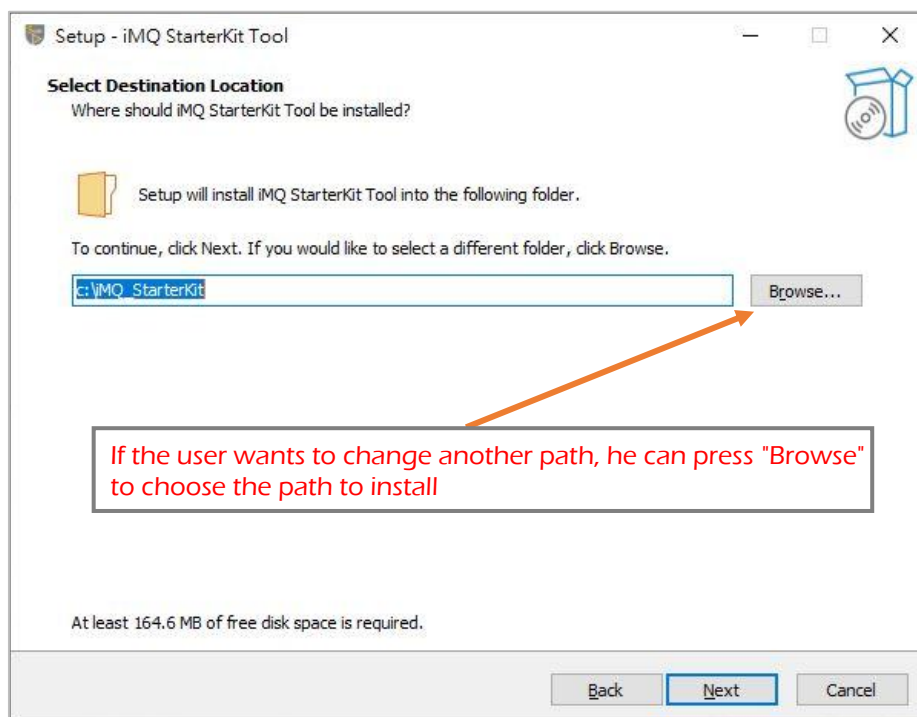 Setup - iMQ StarterKit Tool
Select Destination Location
Where should iMQ StarterKit Tool be installed?
Setup will install iMQ StarterKit Tool into the following folder.
To continue, click Next. If you would like to select a different folder, click Browse.
c:\iMQ_StarterKit
Browse...
If the user wants to change another path, he can press "Browse"
to choose the path to install
At least 164.6 MB of free disk space is required.
Back
Next
Cancel